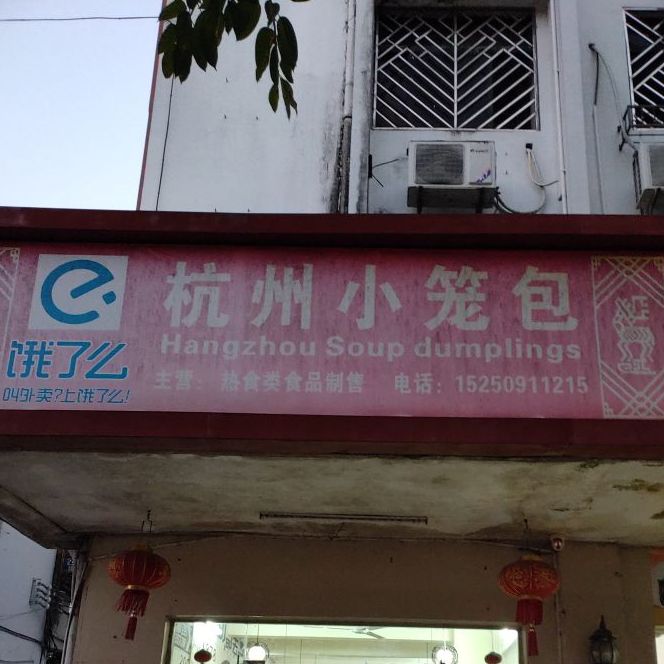 杭州小笼包
Hangzhou Soup dumplings
主营：热食类食品制售 电话：15250911215
e
饿了么
叫外卖?上饿了么!